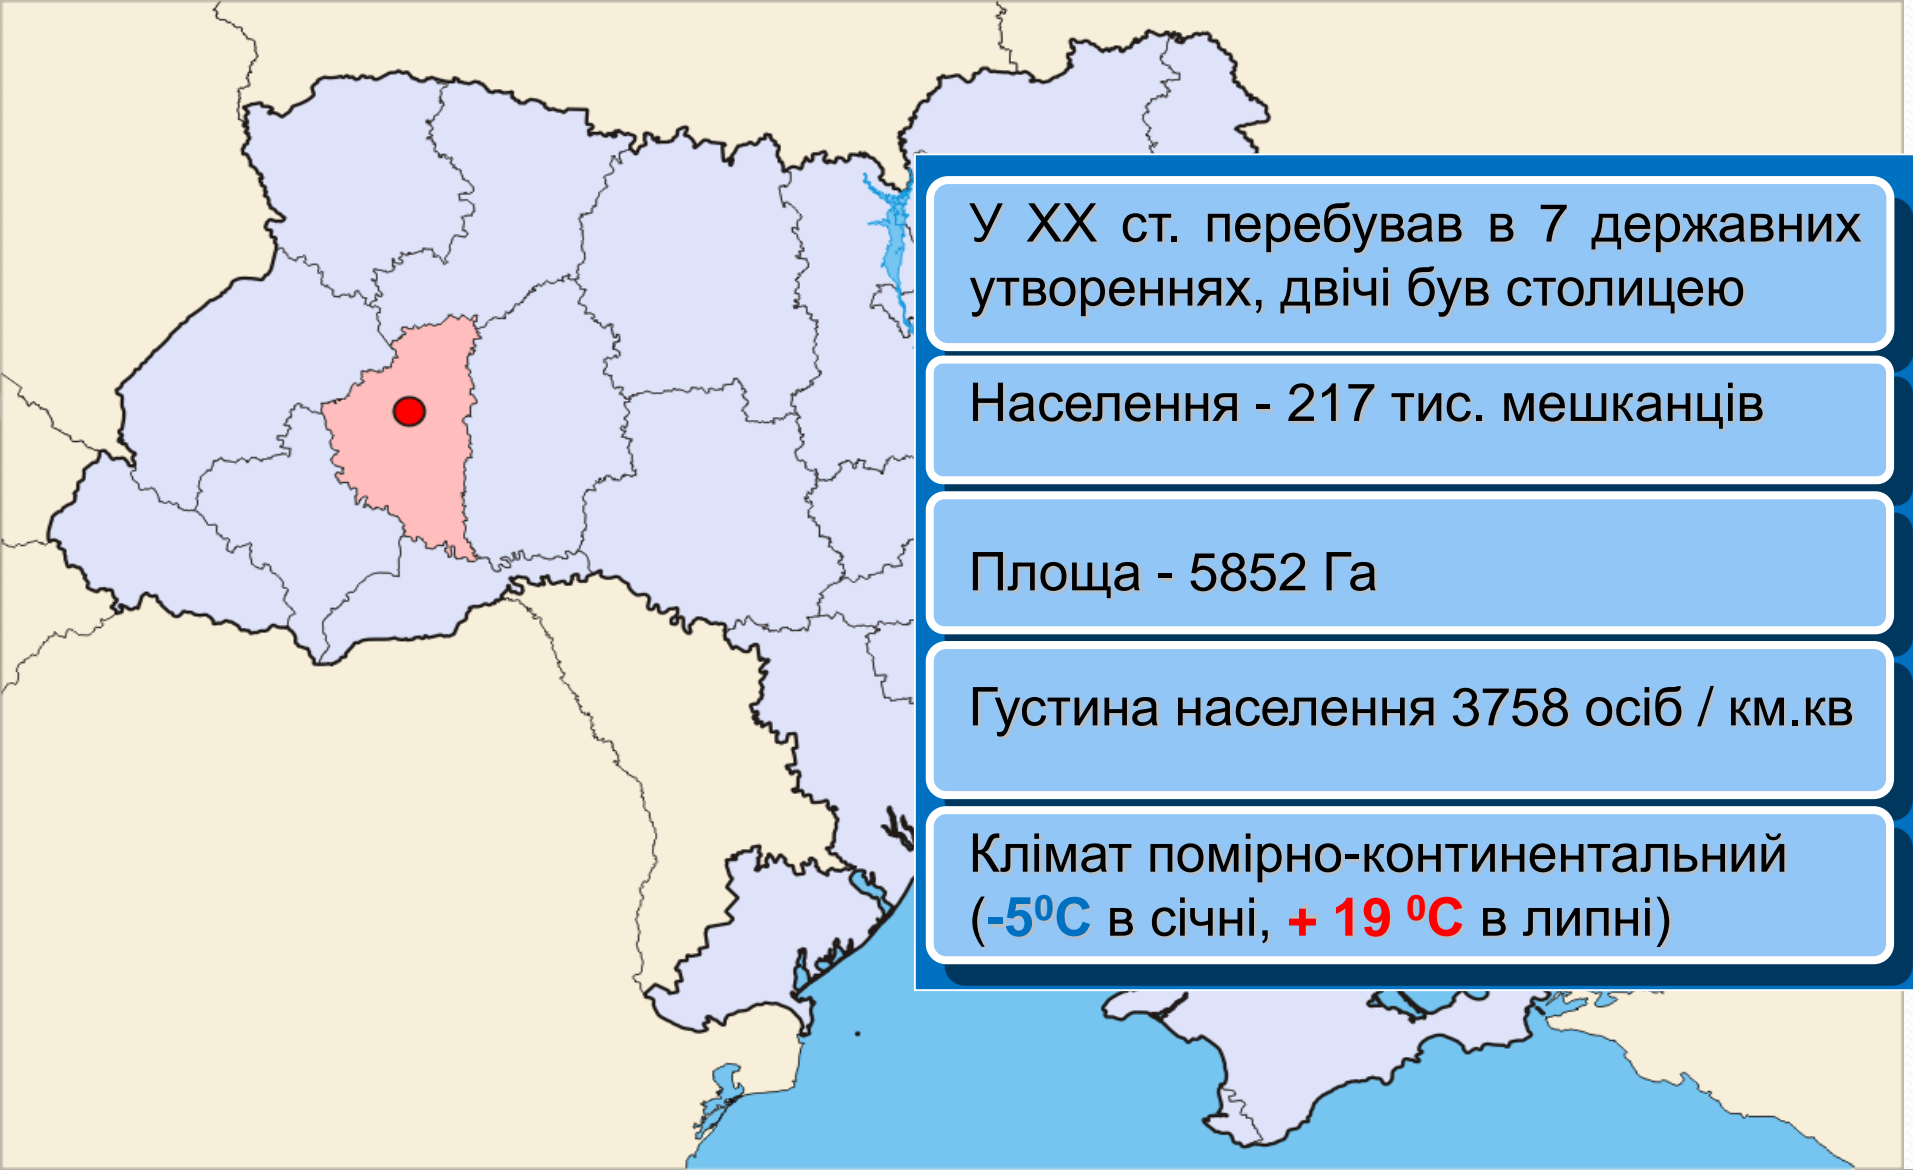 У XX ст. перебував в 7 державних
утвореннях, двічі був столицею
Населення - 217 тис. мешканців
Площа - 5852 Га
Густина населення 3758 осіб / км.кв
Клімат помірно-континентальний
(-5⁰С в січні, + 19 ⁰С в липні)